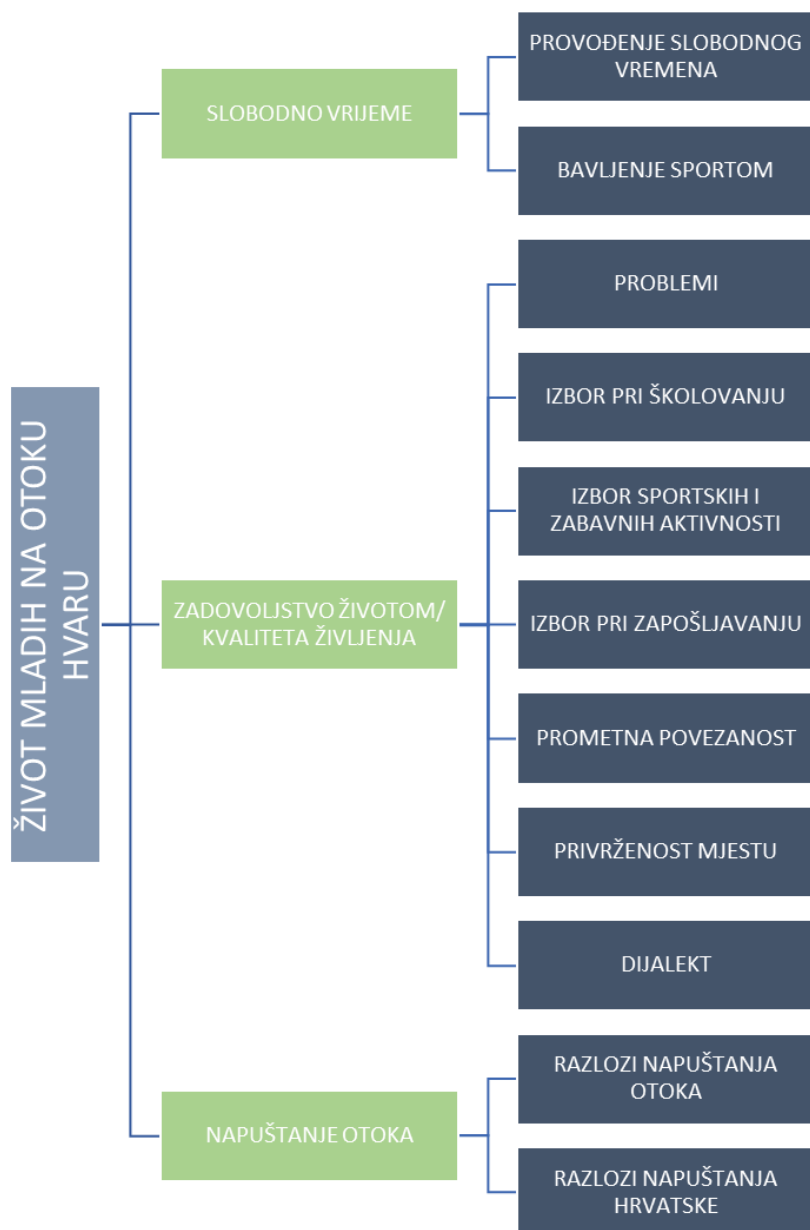 ŽIVOT MLADIH NA OTOKU
HVARU
SLOBODNO VRIJEME
PROVOĐENJE SLOBODNOG
VREMENA
BAVLJENJE SPORTOM
ZADOVOLJSTVO ŽIVOTOM/
KVALITETA ŽIVLJENJA
PROBLEMI
IZBOR PRI ŠKOLOVANJU
IZBOR SPORTSKIH I
ZABAVNIH AKTIVNOSTI
IZBOR PRI ZAPOŠLJAVANJU
PROMETNA POVEZANOST
PRIVRŽENOST MJESTU
DIJALEKT
NAPUŠTANJE OTOKA
RAZLOZI NAPUŠTANJA
OTOKA
RAZLOZI NAPUŠTANJA
HRVATSKE